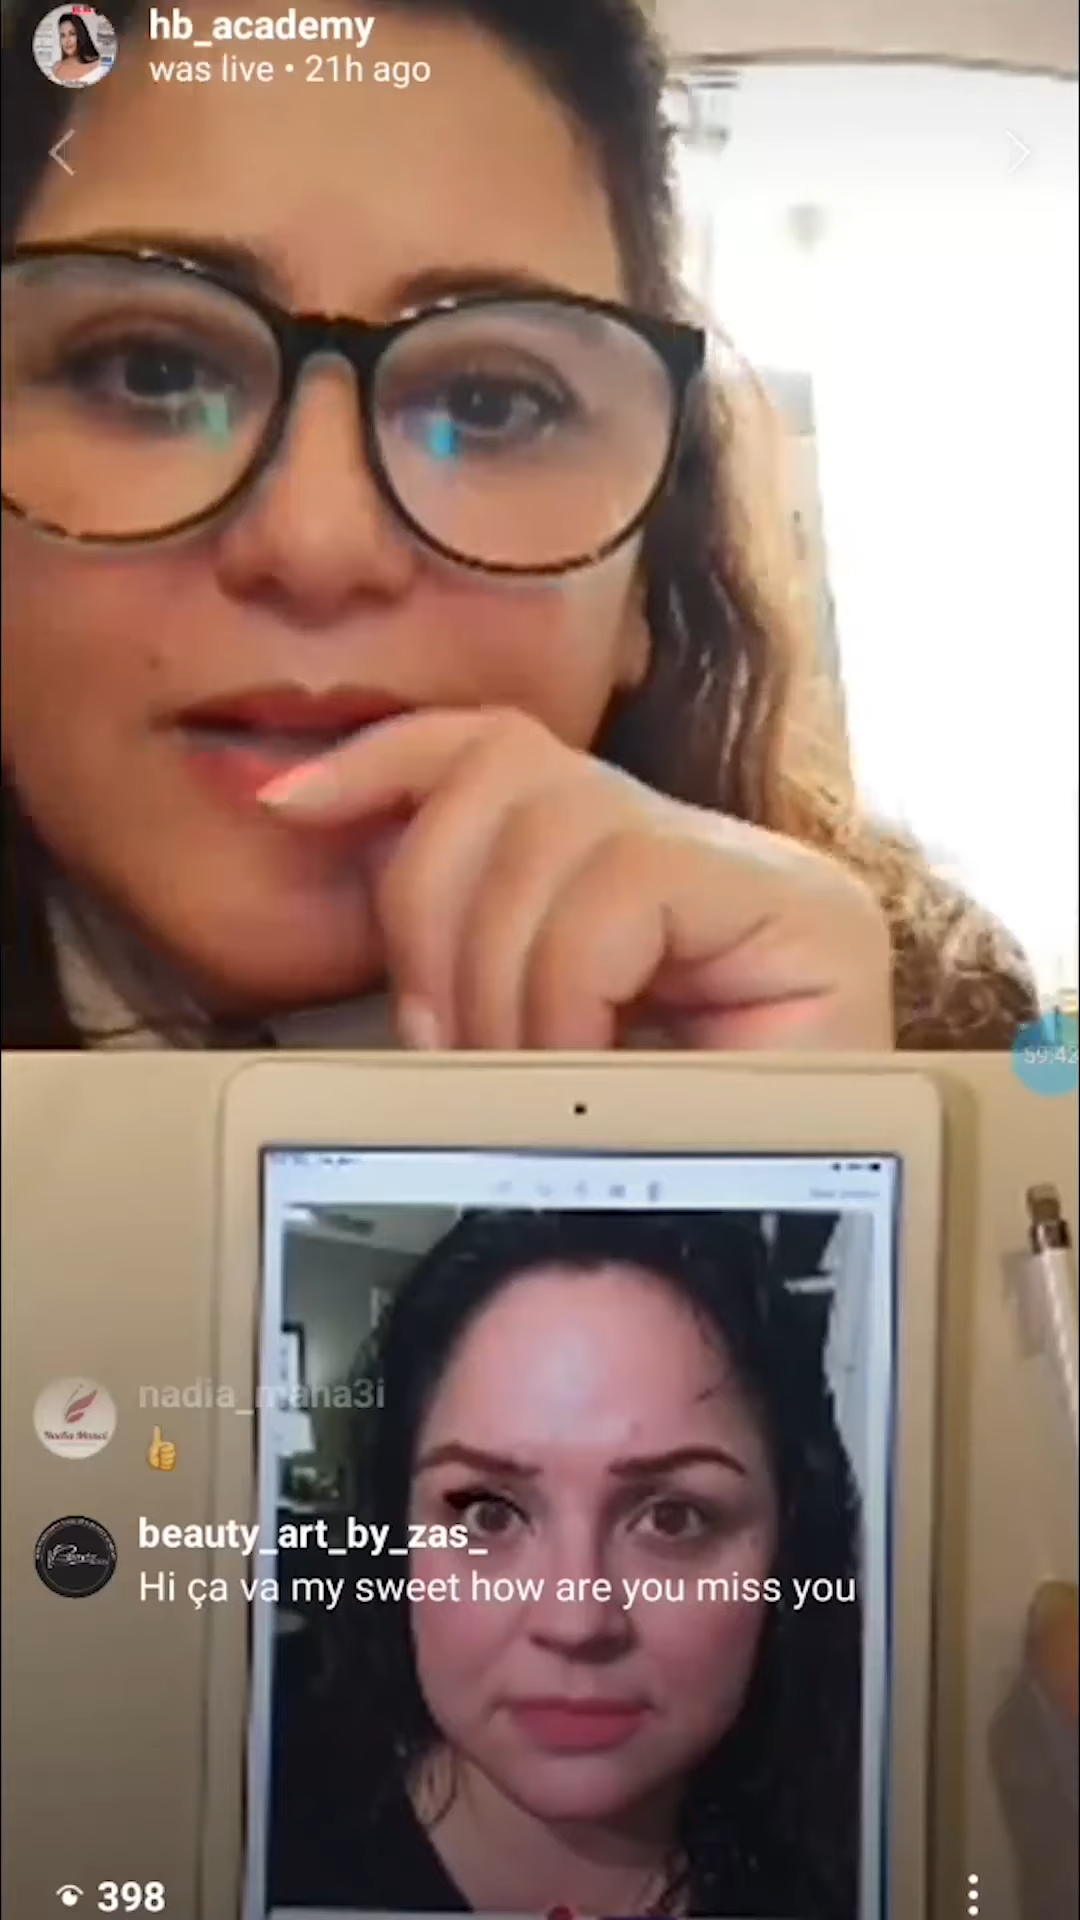 hb_academy
was live • 21h ago
59:42
nadia_maha3i
👍
beauty_art_by_zas_
Hi ça va my sweet how are you miss you
398